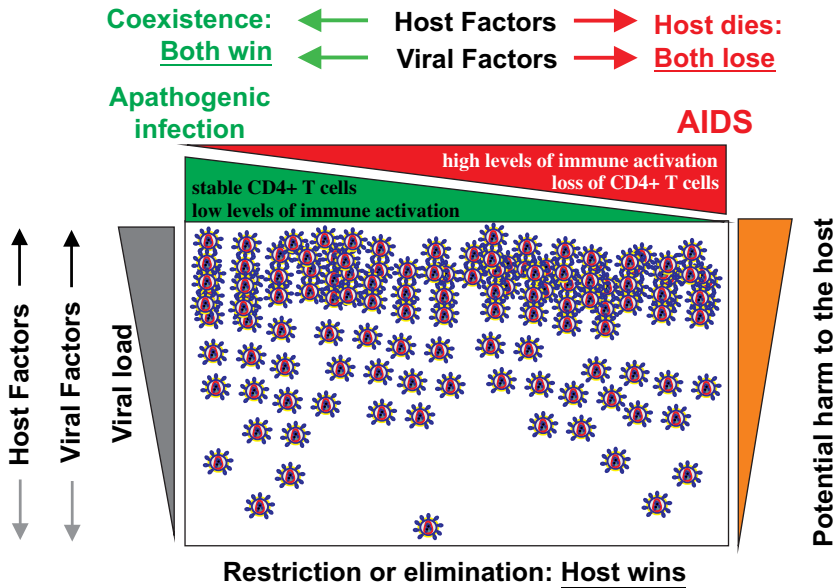 Coexistence:
Both win
Host Factors
Viral Factors
Host dies:
Both lose
Apathogenic
infection
AIDS
high levels of immune activation
loss of CD4+ T cells
stable CD4+ T cells
low levels of immune activation
Host Factors
Viral Factors
Viral load
Potential harm to the host
Restriction or elimination: Host wins